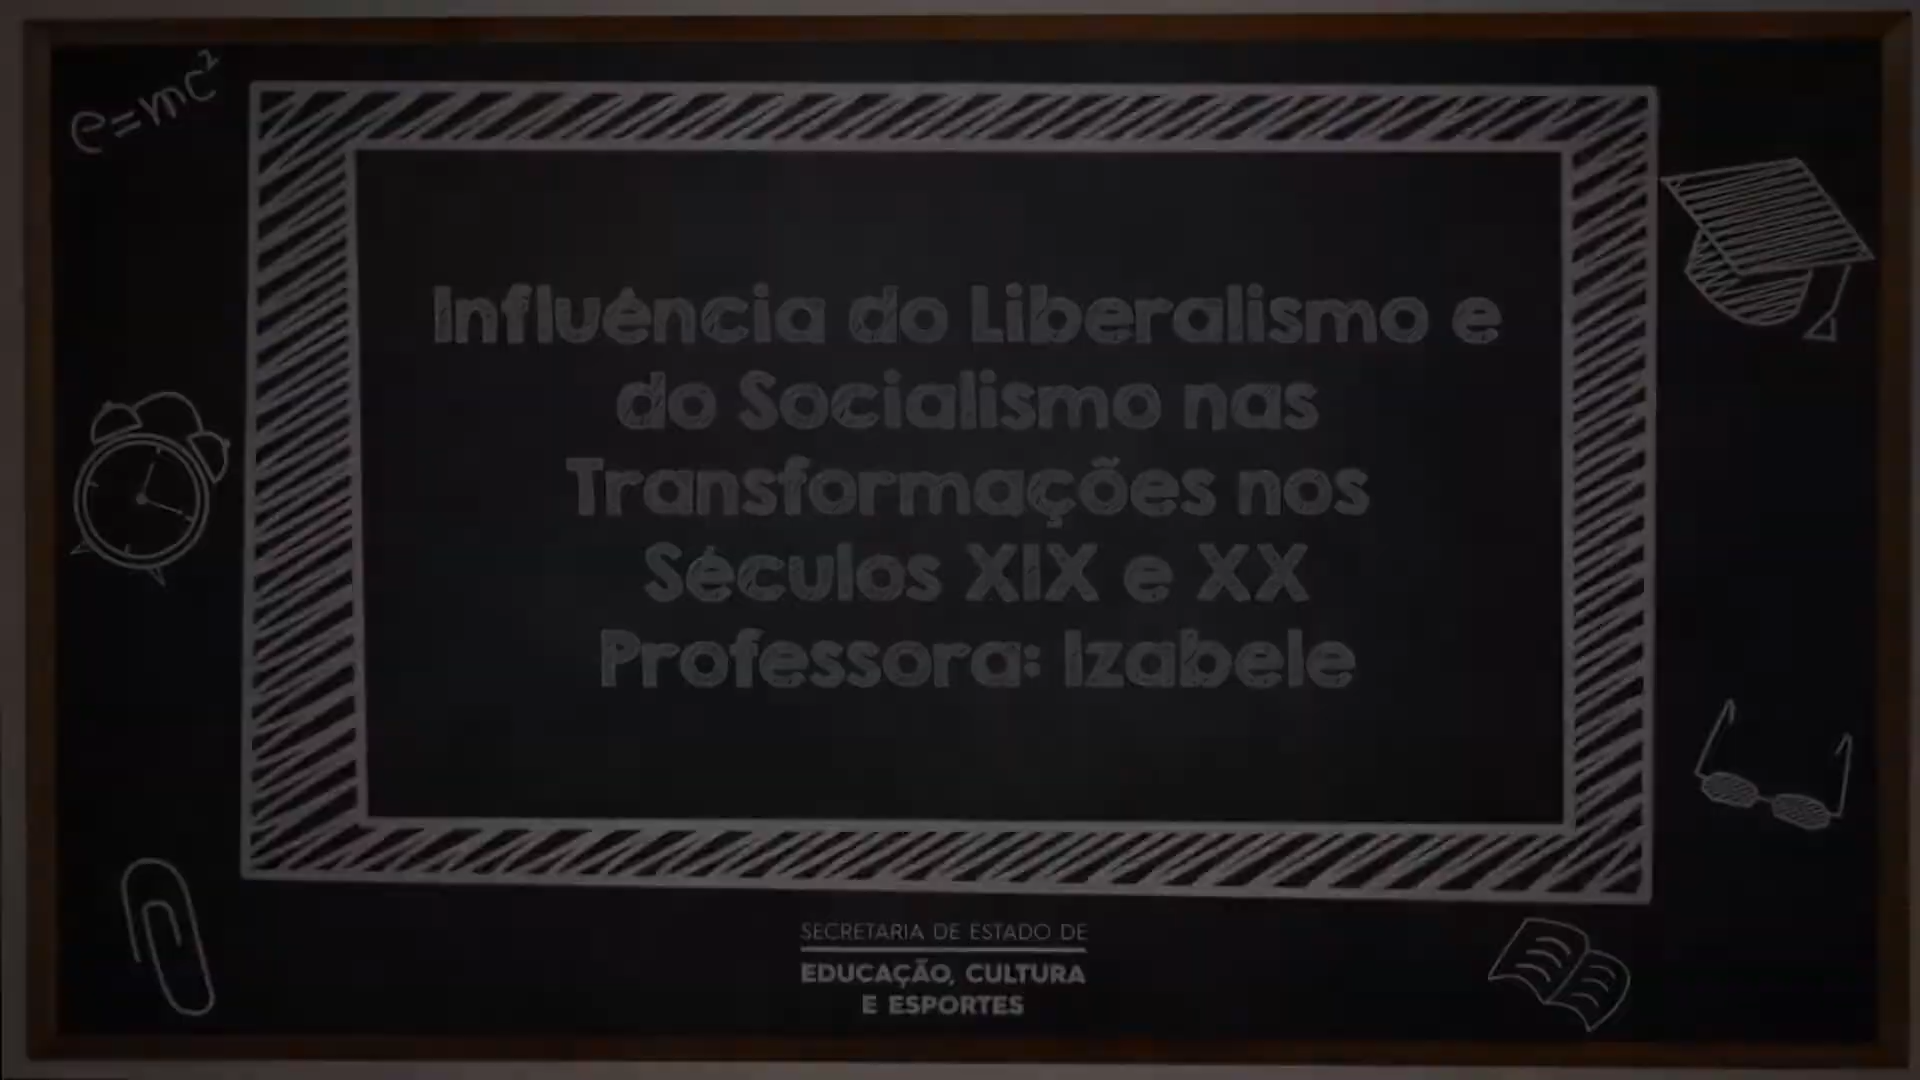 e=mc²
Influência do Liberalismo e
do Socialismo nas
Transformações nos
Séculos XIX e XX
Professora: Izabele
SECRETARIA DE ESTADO DE
EDUCAÇÃO, CULTURA
E ESPORTES